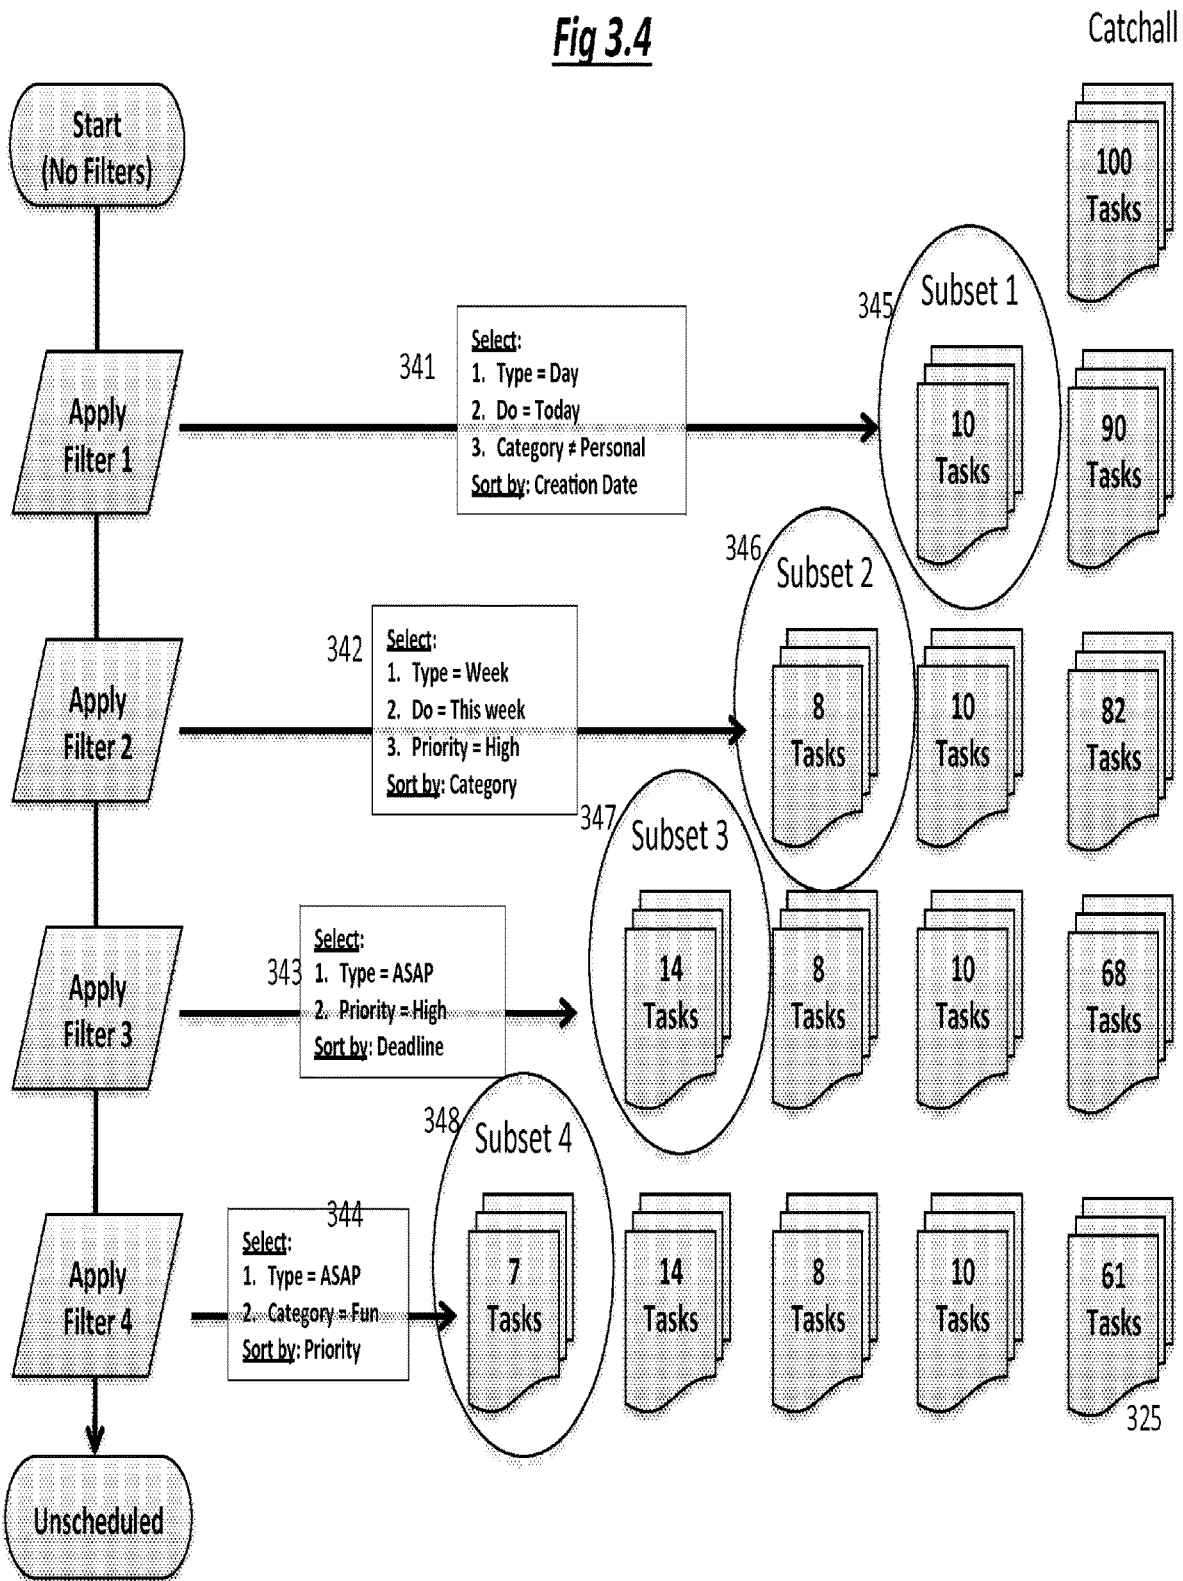 Fig 3.4
Catchall
Start
(No Filters)
100
Tasks
Apply
Filter 1
341
Select:
1. Type = Day
2. Do = Today
3. Category ≠ Personal
Sort by: Creation Date
345
Subset 1
10
Tasks
90
Tasks
Apply
Filter 2
342
Select:
1. Type = Week
2. Do = This week
3. Priority = High
Sort by: Category
346
Subset 2
8
Tasks
10
Tasks
82
Tasks
Apply
Filter 3
343
Select:
1. Type = ASAP
2. Priority = High
Sort by: Deadline
347
Subset 3
14
Tasks
8
Tasks
10
Tasks
68
Tasks
Apply
Filter 4
344
Select:
1. Type = ASAP
2. Category = Fun
Sort by: Priority
348
Subset 4
7
Tasks
14
Tasks
8
Tasks
10
Tasks
61
Tasks
325
Unscheduled